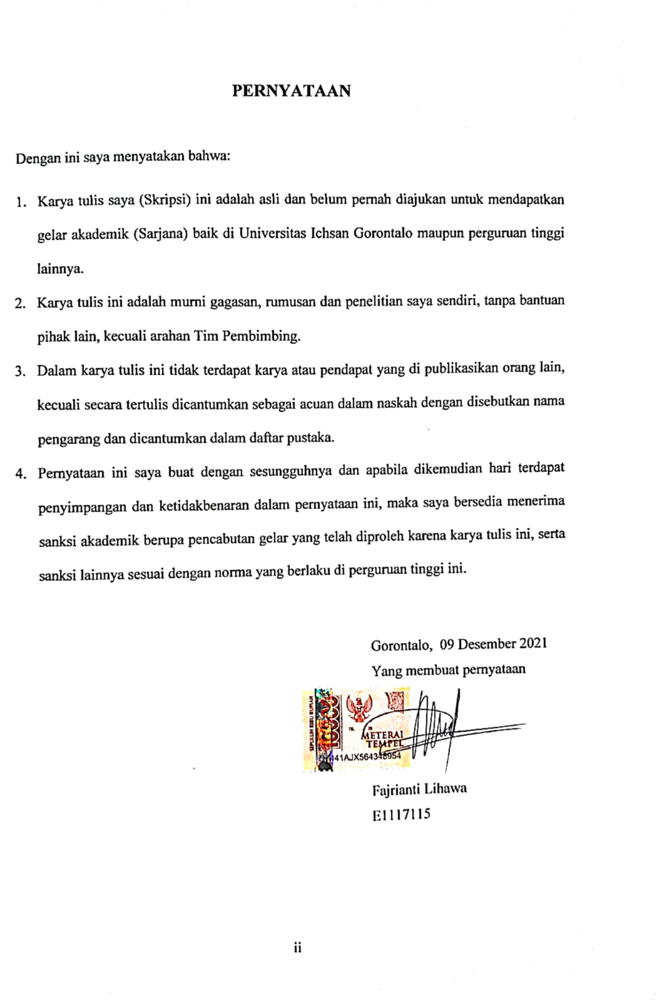 PERNYATAAN
Dengan ini saya menyatakan bahwa:
1. Karya tulis saya (Skripsi) ini adalah asli dan belum pernah diajukan untuk mendapatkan
gelar akademik (Sarjana) baik di Universitas Ichsan Gorontalo maupun perguruan tinggi
lainnya.
2. Karya tulis ini adalah murni gagasan, rumusan dan penelitian saya sendiri, tanpa bantuan
pihak lain, kecuali arahan Tim Pembimbing.
3. Dalam karya tulis ini tidak terdapat karya atau pendapat yang di publikasikan orang lain,
kecuali secara tertulis dicantumkan sebagai acuan dalam naskah dengan disebutkan nama
pengarang dan dicantumkan dalam daftar pustaka.
4. Pernyataan ini saya buat dengan sesungguhnya dan apabila dikemudian hari terdapat
penyimpangan dan ketidakbenaran dalam pernyataan ini, maka saya bersedia menerima
sanksi akademik berupa pencabutan gelar yang telah diproleh karena karya tulis ini, serta
sanksi lainnya sesuai dengan norma yang berlaku di perguruan tinggi ini.
Gorontalo, 09 Desember 2021
Yang membuat pernyataan
SEPULUH RIBU RUPIAH
METERAI
TEMPEL
Fajrianti Lihawa
E1117115
ii